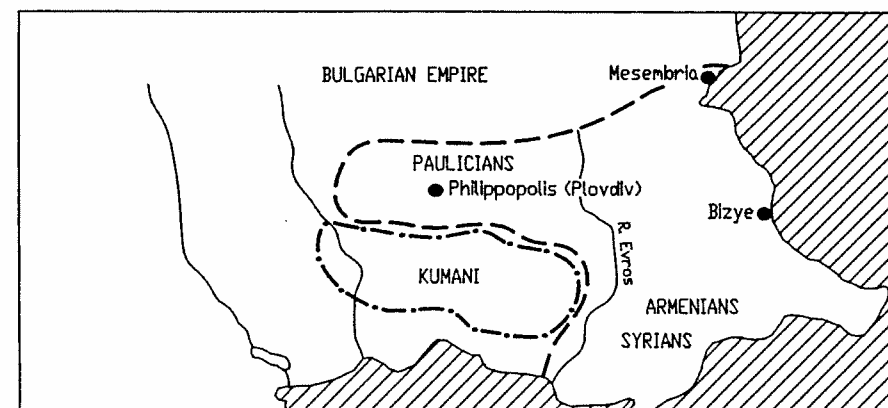 BULGARIAN EMPIRE
Mesembria
PAULICIANS
Philippopolis (Plovdiv)
Bizye
R. Evros
KUMANI
ARMENIANS
SYRIANS